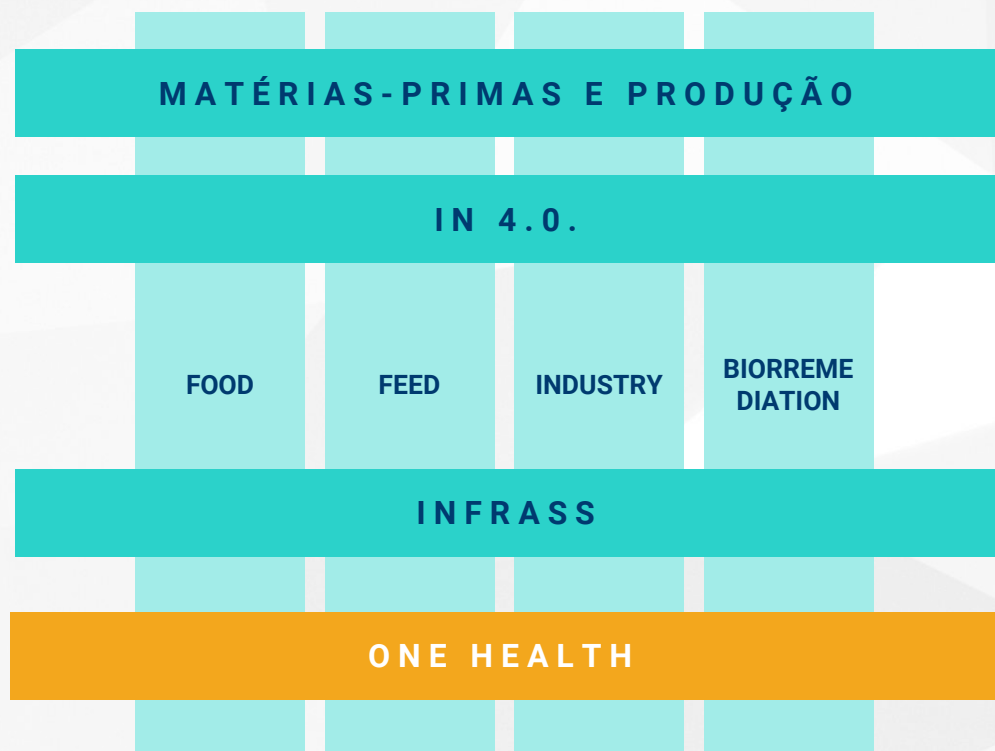 MATÉRIAS-PRIMAS E PRODUÇÃO
IN 4.0.
FOOD
FEED
INDUSTRY
BIORREME
DIATION
INFRASS
ONE HEALTH